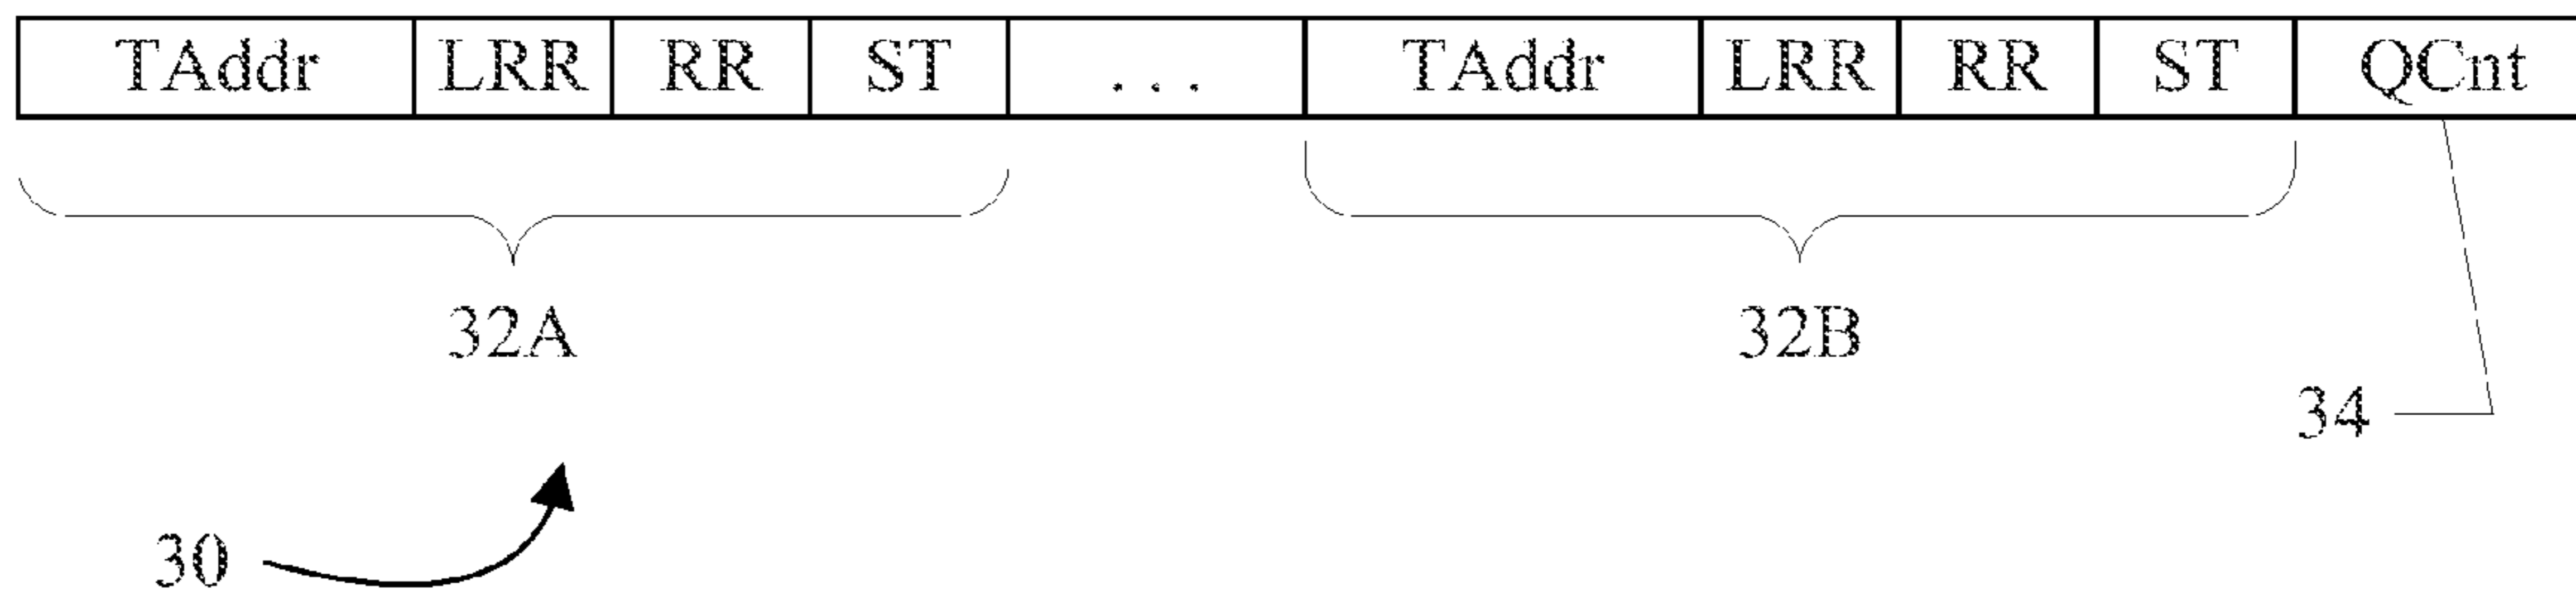 TAddr LRR RR ST . . . TAddr LRR RR ST QCnt
32A 32B
34
30